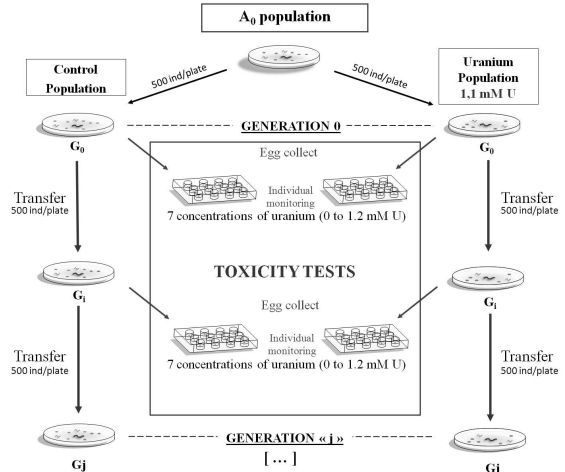 A0 population
500 ind/plate
500 ind/plate
Control
Population
Uranium
Population
1,1 mM U
GENERATION 0
G0
G0
Egg collect
Individual
monitoring
7 concentrations of uranium (0 to 1.2 mM U)
Transfer
500 ind/plate
Transfer
500 ind/plate
TOXICITY TESTS
Gi
Gi
Egg collect
Individual
monitoring
7 concentrations of uranium (0 to 1.2 mM U)
Transfer
500 ind/plate
Transfer
500 ind/plate
GENERATION « j »
Gj
Gj
[ … ]